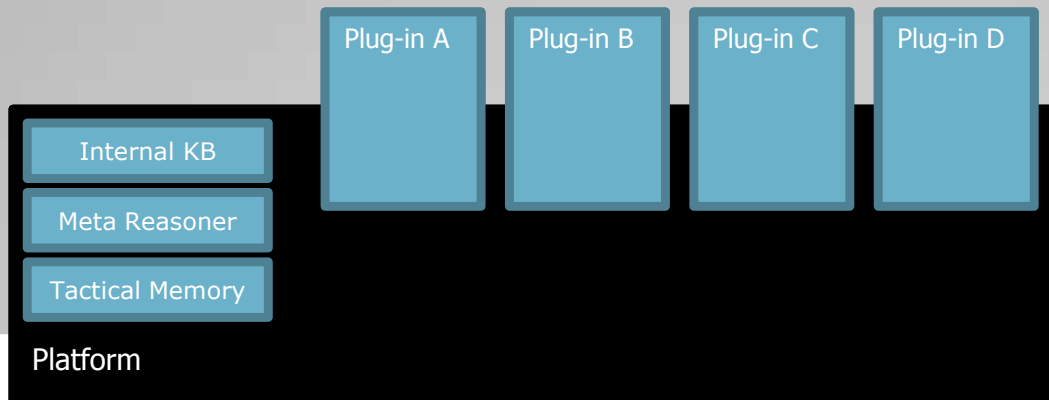 Plug-in A
Plug-in B
Plug-in C
Plug-in D
Internal KB
Meta Reasoner
Tactical Memory
Platform